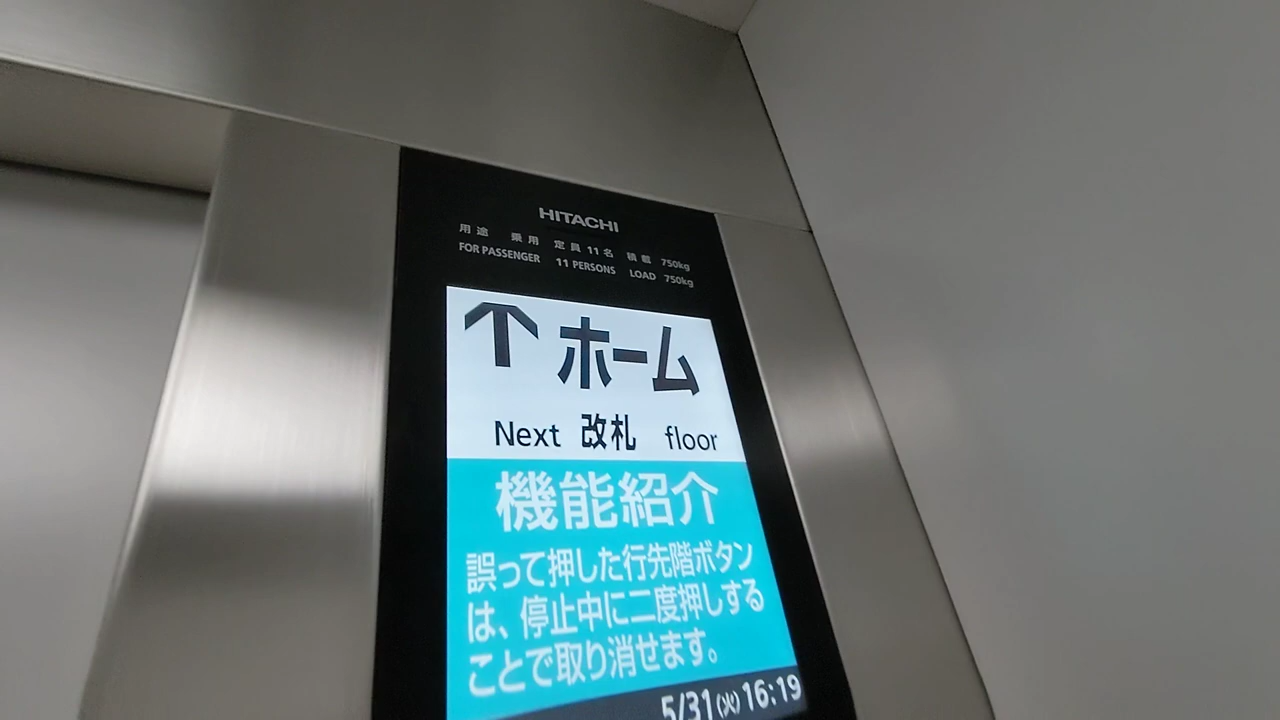 HITACHI
用途 乗用 定員 11名 積載 750kg
FOR PASSENGER 11 PERSONS LOAD 750kg
↑ ホーム
Next 改札 floor
機能紹介
誤って押した行先階ボタン
は、停止中に二度押しする
ことで取り消せます。
5/31(火) 16:19